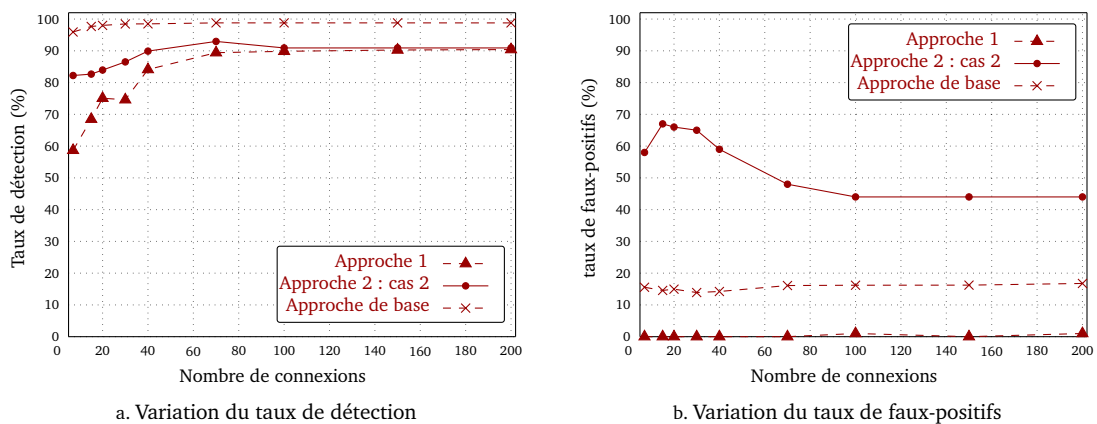 100
90
80
70
60
50
40
30
20
10
0
Taux de détection (%)
Approche 1
Approche 2 : cas 2
Approche de base
0 20 40 60 80 100 120 140 160 180 200
Nombre de connexions
a. Variation du taux de détection
100
90
80
70
60
50
40
30
20
10
0
taux de faux-positifs (%)
Approche 1
Approche 2 : cas 2
Approche de base
0 20 40 60 80 100 120 140 160 180 200
Nombre de connexions
b. Variation du taux de faux-positifs